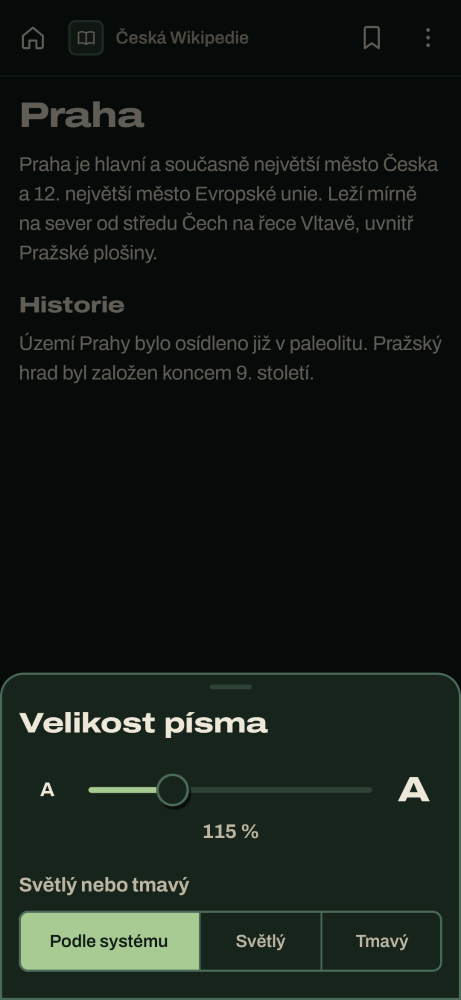 Česká Wikipedie
Praha
Praha je hlavní a současně největší město Česka
a 12. největší město Evropské unie. Leží mírně
na sever od středu Čech na řece Vltavě, uvnitř
Pražské plošiny.
Historie
Území Prahy bylo osídleno již v paleolitu. Pražský
hrad byl založen koncem 9. století.
Velikost písma
A A
115 %
Světlý nebo tmavý
Podle systému Světlý Tmavý